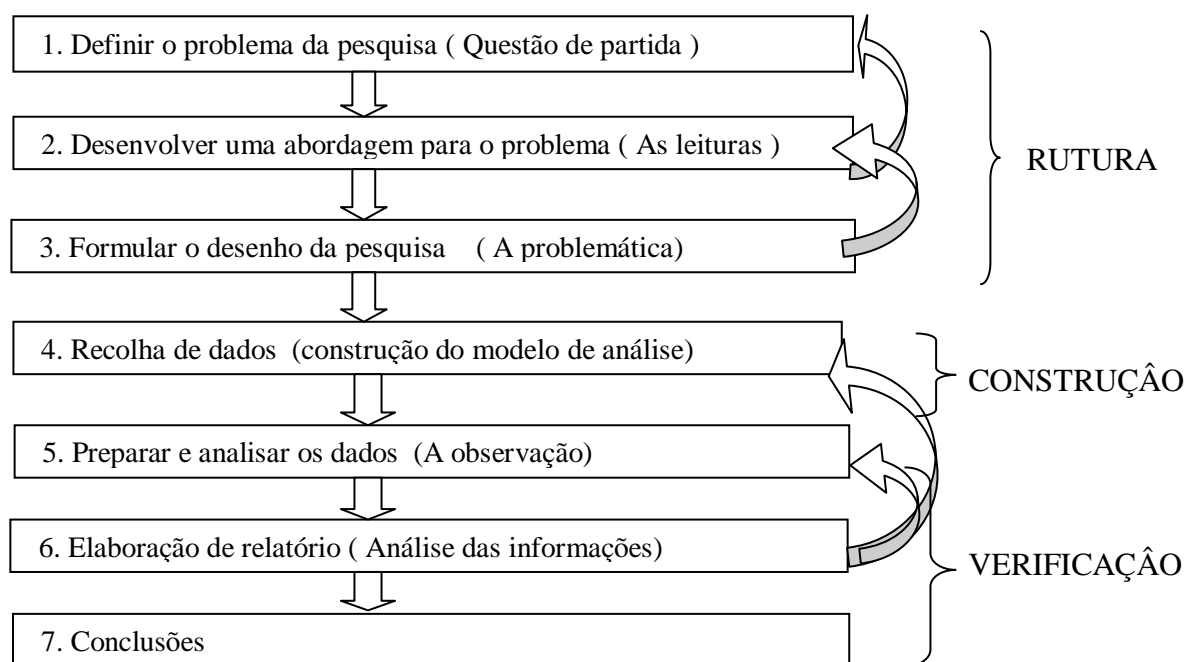 1. Definir o problema da pesquisa ( Questão de partida )
2. Desenvolver uma abordagem para o problema ( As leituras )
RUTURA
3. Formular o desenho da pesquisa ( A problemática)
4. Recolha de dados (construção do modelo de análise)
CONSTRUÇÂO
5. Preparar e analisar os dados (A observação)
6. Elaboração de relatório ( Análise das informações)
VERIFICAÇÂO
7. Conclusões